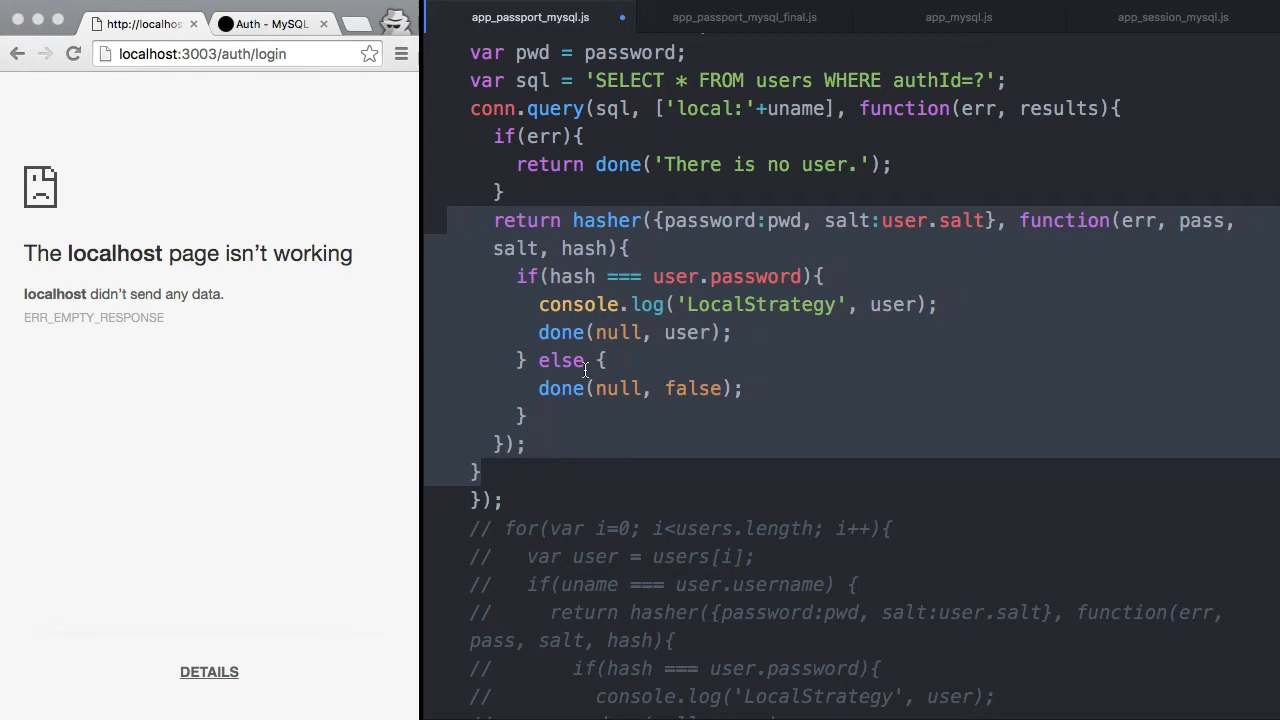 http://localhos
Auth - MySQL
localhost:3003/auth/login
The localhost page isn't working
localhost didn't send any data.
ERR_EMPTY_RESPONSE
DETAILS
app_passport_mysql.js
app_passport_mysql_final.js
app_mysql.js
app_session_mysql.js
var pwd = password;
var sql = 'SELECT * FROM users WHERE authId=?';
conn.query(sql, ['local:'+uname], function(err, results){
if(err){
return done('There is no user.');
}
return hasher({password:pwd, salt:user.salt}, function(err, pass,
salt, hash){
if(hash === user.password){
console.log('LocalStrategy', user);
done(null, user);
} else {
done(null, false);
}
});
}
});
// for(var i=0; i<users.length; i++){
//   var user = users[i];
//   if(uname === user.username) {
//     return hasher({password:pwd, salt:user.salt}, function(err,
pass, salt, hash){
//       if(hash === user.password){
//         console.log('LocalStrategy', user);